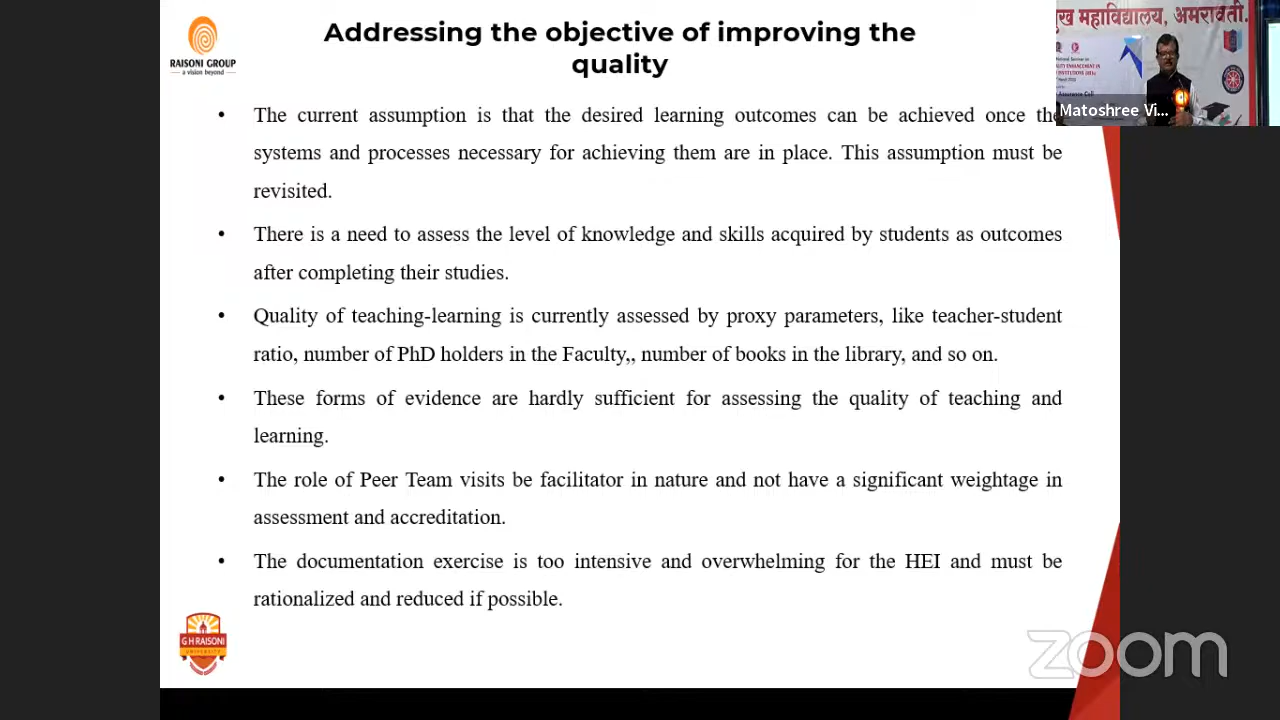 Addressing the objective of improving the
quality
RAISONI GROUP
a vision beyond
• The current assumption is that the desired learning outcomes can be achieved once the
systems and processes necessary for achieving them are in place. This assumption must be
revisited.
• There is a need to assess the level of knowledge and skills acquired by students as outcomes
after completing their studies.
• Quality of teaching-learning is currently assessed by proxy parameters, like teacher-student
ratio, number of PhD holders in the Faculty,, number of books in the library, and so on.
• These forms of evidence are hardly sufficient for assessing the quality of teaching and
learning.
• The role of Peer Team visits be facilitator in nature and not have a significant weightage in
assessment and accreditation.
• The documentation exercise is too intensive and overwhelming for the HEI and must be
rationalized and reduced if possible.
G H RAISONI
UNIVERSITY
महाविद्यालय, अमरावती.
Matoshree Vi...
zoom